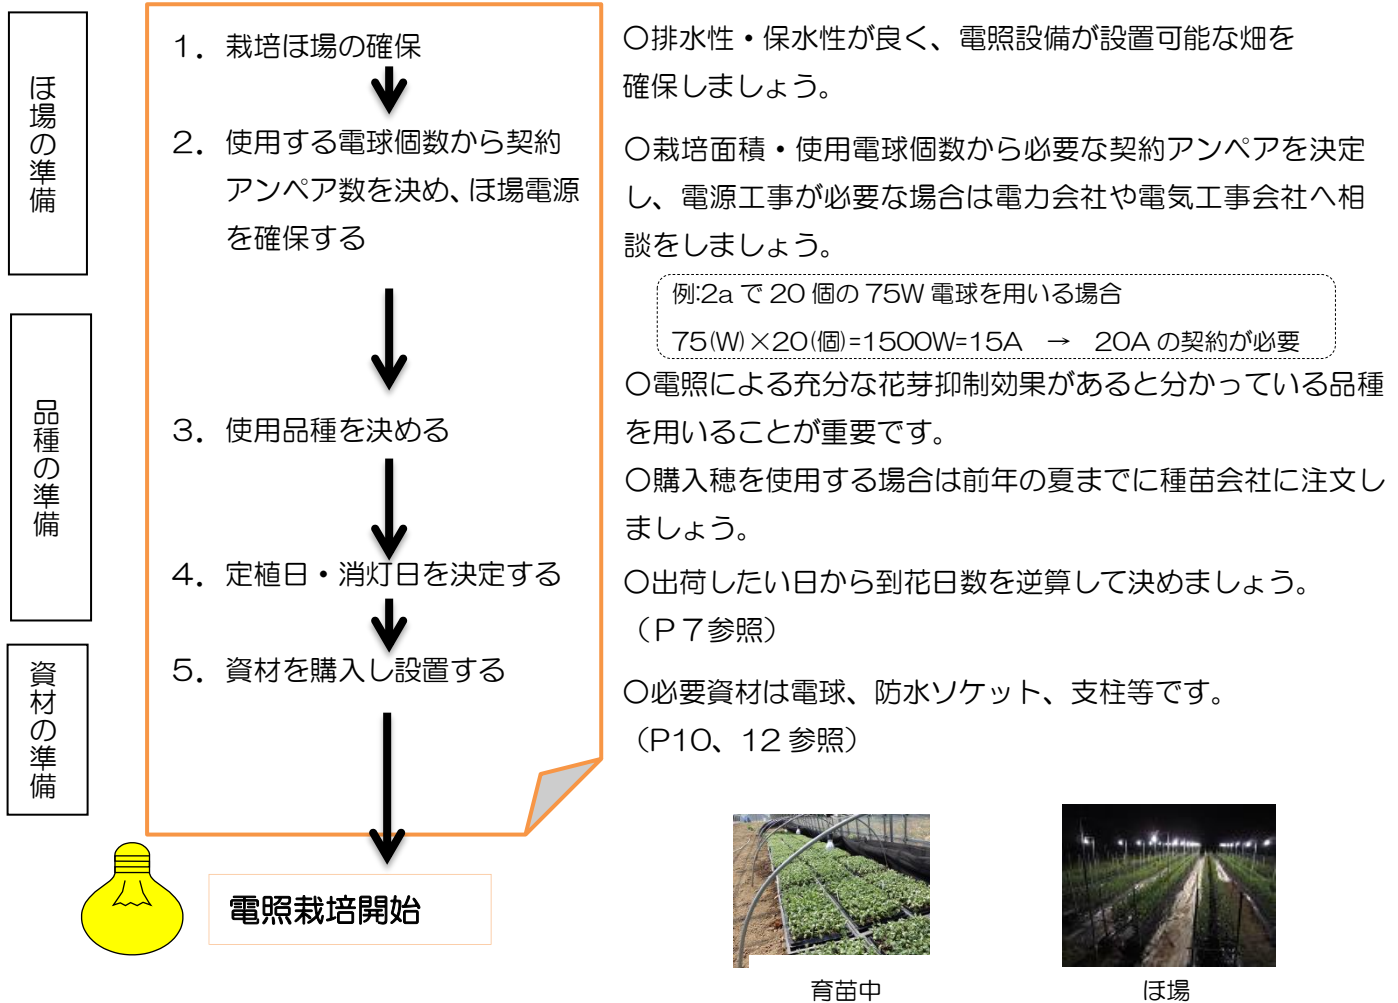 ほ場の準備
品種の準備
資材の準備
1．栽培ほ場の確保
2．使用する電球個数から契約
アンペア数を決め、ほ場電源
を確保する
3．使用品種を決める
4．定植日・消灯日を決定する
5．資材を購入し設置する
電照栽培開始
〇排水性・保水性が良く、電照設備が設置可能な畑を
確保しましょう。
〇栽培面積・使用電球個数から必要な契約アンペアを決定
し、電源工事が必要な場合は電力会社や電気工事会社へ相
談をしましょう。
例:2a で 20 個の 75W 電球を用いる場合
75(W)×20(個)=1500W=15A　→　20A の契約が必要
〇電照による充分な花芽抑制効果があると分かっている品種
を用いることが重要です。
〇購入穂を使用する場合は前年の夏までに種苗会社に注文し
ましょう。
〇出荷したい日から到花日数を逆算して決めましょう。
（P７参照）
〇必要資材は電球、防水ソケット、支柱等です。
（P10、12 参照）
育苗中
ほ場